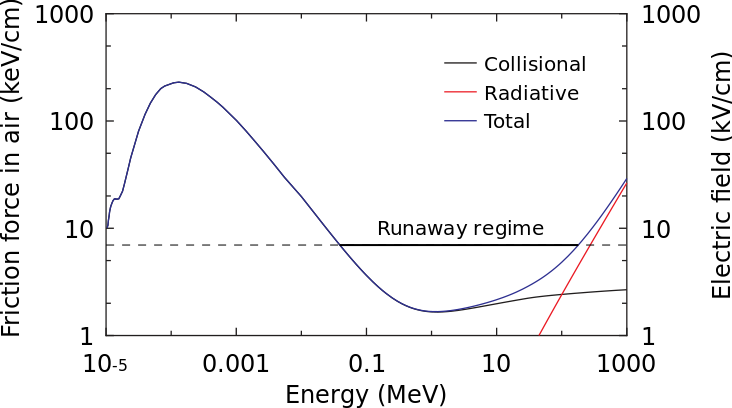 Friction force in air (keV/cm)
1000
100
10
1
Collisional
Radiative
Total
Runaway regime
1000
100
10
1
Electric field (kV/cm)
10-5 0.001 0.1 10 1000
Energy (MeV)